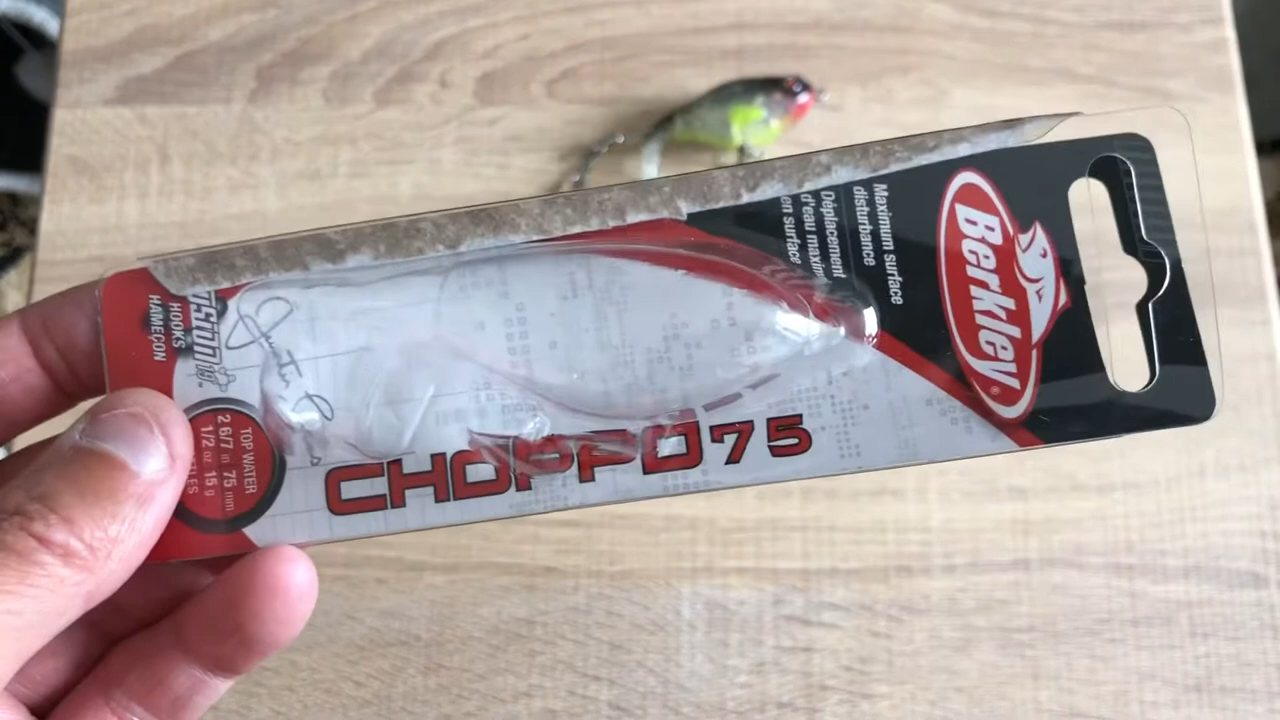 Berkley®
Maximum surface
disturbance
Déplacement
d'eau maxim
en surface
CHOPPO 75
HOOKS
HAMEÇON
TOP WATER
2 6/7 in 75 mm
1/2 oz 15 g